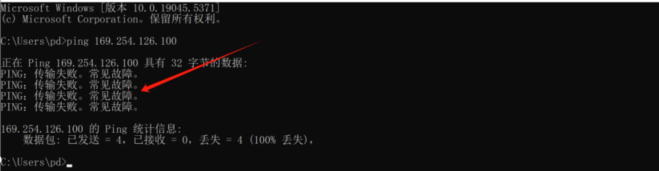 Microsoft Windows [版本 10.0.19045.5371]
(c) Microsoft Corporation。保留所有权利。
C:\Users\pd>ping 169.254.126.100
正在 Ping 169.254.126.100 具有 32 字节的数据:
PING：传输失败。常见故障。
PING：传输失败。常见故障。
PING：传输失败。常见故障。
PING：传输失败。常见故障。
169.254.126.100 的 Ping 统计信息:
数据包: 已发送 = 4，已接收 = 0，丢失 = 4 (100% 丢失)，
C:\Users\pd>